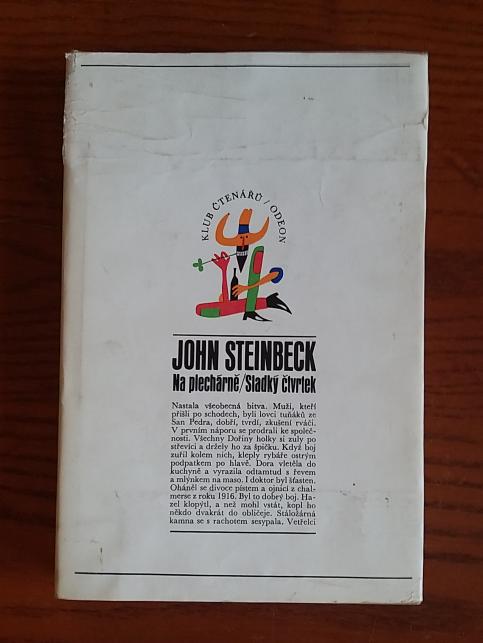 KLUB ČTENÁŘŮ / ODEON
JOHN STEINBECK
Na plechárně/Sladký čtvrtek
Nastala všeobecná bitva. Muži, kteří
přišli po schodech, byli lovci tuňáků ze
San Pedra, dobří, tvrdí, zkušení rváči.
V prvním náporu se prodrali ke společ-
nosti. Všechny Dořiny holky si zuly po
střevíci a držely ho za špičku. Když boj
zuřil kolem nich, kleply rybáře ostrým
podpatkem po hlavě. Dora vletěla do
kuchyně a vyrazila odtamtud s řevem
a mlýnkem na maso. I doktor byl šťasten.
Oháněl se divoce pístem a ojnicí z chal-
merse z roku 1916. Byl to dobrý boj. Ha-
zel klopýtl, a než mohl vstát, kopl ho
někdo dvakrát do obličeje. Stáložárná
kamna se s rachotem sesypala. Vetřelci